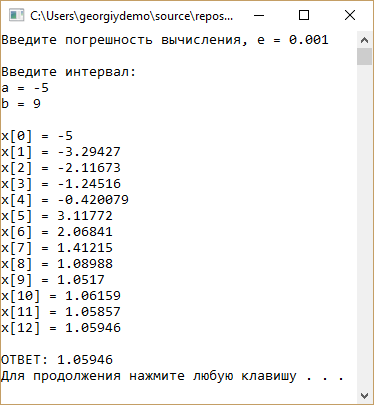 C:\Users\georgiydemo\source\repos...
Введите погрешность вычисления, e = 0.001
Введите интервал:
a = -5
b = 9
x[0] = -5
x[1] = -3.29427
x[2] = -2.11673
x[3] = -1.24516
x[4] = -0.420079
x[5] = 3.11772
x[6] = 2.06841
x[7] = 1.41215
x[8] = 1.08988
x[9] = 1.0517
x[10] = 1.06159
x[11] = 1.05857
x[12] = 1.05946
ОТВЕТ: 1.05946
Для продолжения нажмите любую клавишу . . .